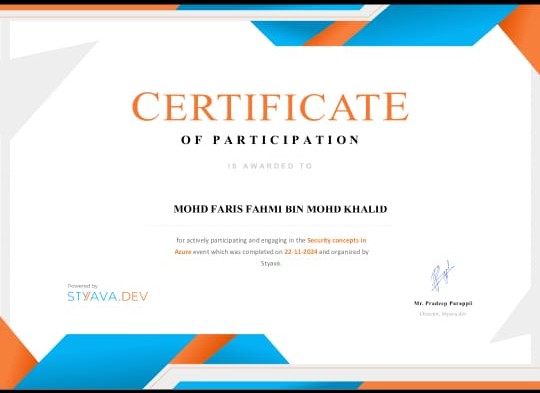 CERTIFICATE
OF PARTICIPATION
IS AWARDED TO
MOHD FARIS FAHMI BIN MOHD KHALID
for actively participating and engaging in the Security concepts in
Azure event which was completed on 22-11-2024 and organized by
Styava.
Powered by
STYAVA.DEV
Mr. Pradeep Parappil
Director, Styava.dev